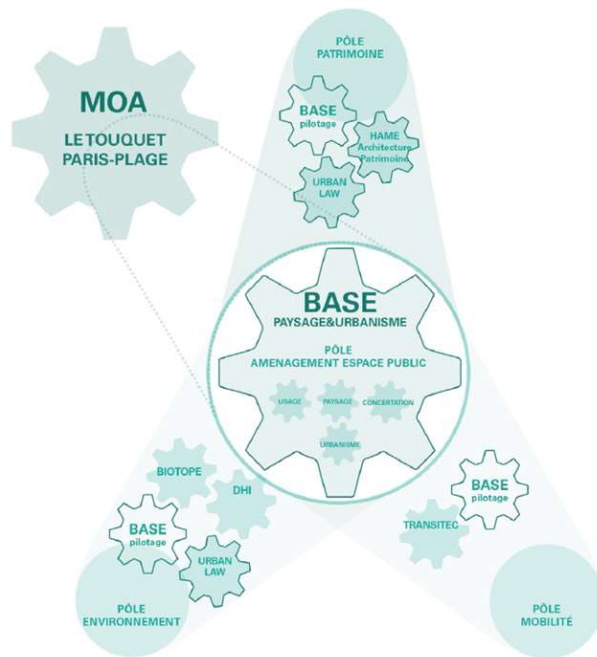 MOA
LE TOUQUET
PARIS-PLAGE
PÔLE
PATRIMOINE
BASE
pilotage
HAME
Architecture
Patrimoine
URBAN
LAW
BASE
PAYSAGE&URBANISME
PÔLE
AMENAGEMENT ESPACE PUBLIC
USAGE
PAYSAGE
CONCERTATION
URBANISME
BIOTOPE
DHI
BASE
pilotage
URBAN
LAW
PÔLE
ENVIRONNEMENT
BASE
pilotage
TRANSITEC
PÔLE
MOBILITÉ